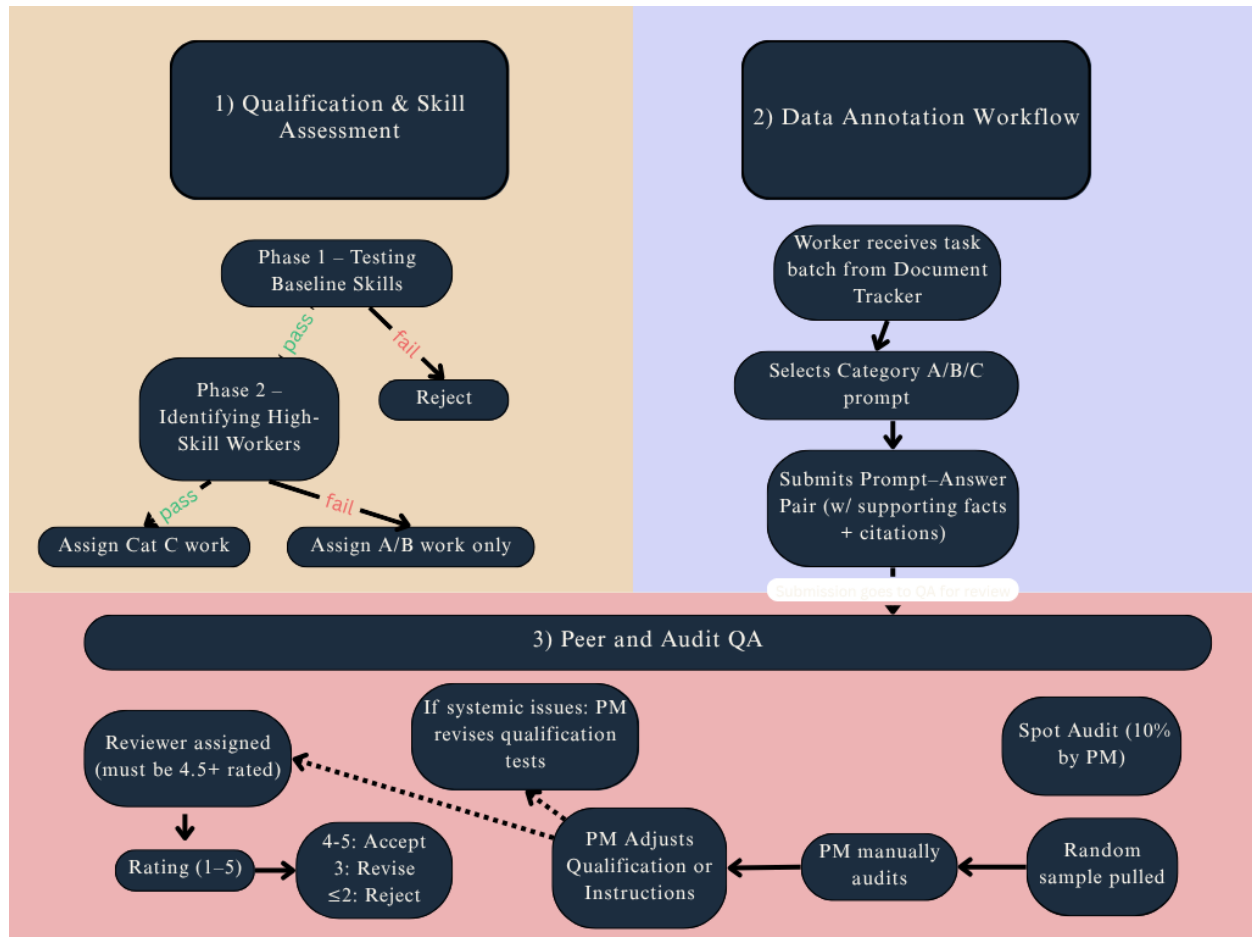 1) Qualification & Skill
Assessment
Phase 1 – Testing
Baseline Skills
pass
fail
Phase 2 –
Identifying High-
Skill Workers
Reject
pass
fail
Assign Cat C work
Assign A/B work only
2) Data Annotation Workflow
Worker receives task
batch from Document
Tracker
Selects Category A/B/C
prompt
Submits Prompt–Answer
Pair (w/ supporting facts
+ citations)
Submission goes to QA for review
3) Peer and Audit QA
Reviewer assigned
(must be 4.5+ rated)
Rating (1–5)
4-5: Accept
3: Revise
≤2: Reject
If systemic issues: PM
revises qualification
tests
PM Adjusts
Qualification or
Instructions
PM manually
audits
Spot Audit (10%
by PM)
Random
sample pulled